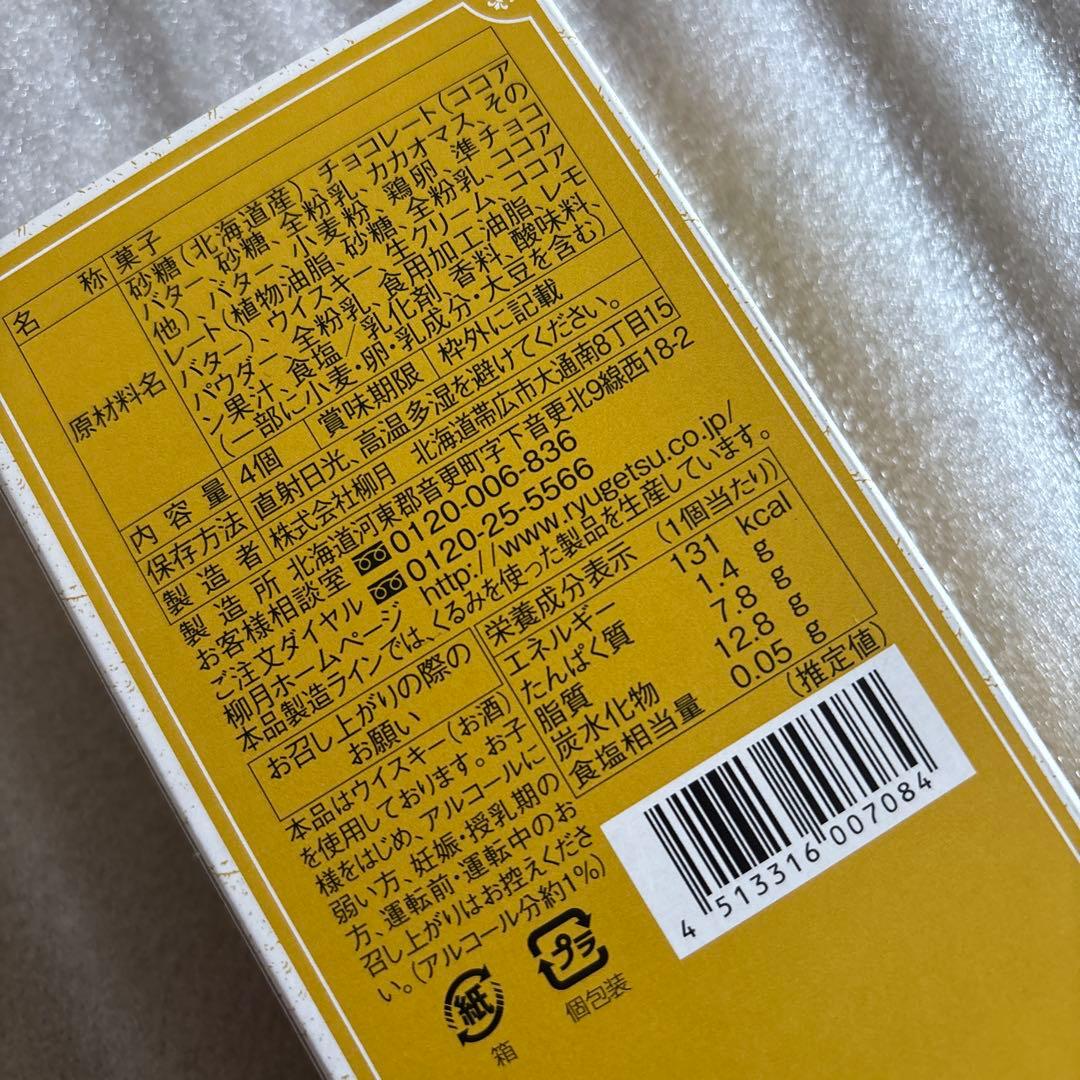 名称 菓子
原材料名
砂糖(北海道産)、チョコレート(ココア
バター、砂糖、全粉乳、カカオマス、その
他)、バター、小麦粉、鶏卵、準チョコ
レート(植物油脂、砂糖、全粉乳、ココア
バター)、ウイスキー、生クリーム、ココア
パウダー、全粉乳、食用加工油脂、レモ
ン果汁、食塩/乳化剤、香料、酸味料、
(一部に小麦・卵・乳成分・大豆を含む)
内容量 4個 賞味期限 枠外に記載
保存方法 直射日光、高温多湿を避けてください。
製造者 株式会社柳月 北海道帯広市大通南8丁目15
製造所 北海道河東郡音更町字下音更北9線西18-2
お客様相談室 0120-006-836
ご注文ダイヤル 0120-25-5566
柳月ホームページ http://www.ryugetsu.co.jp/
本品製造ラインでは、くるみを使った製品を生産しています。
お召し上がりの際の
お願い
本品はウイスキー(お酒)
を使用しております。お子
様をはじめ、アルコールに
弱い方、妊娠・授乳期の
方、運転前・運転中のお
召し上がりはお控えくださ
い。(アルコール分約1%)
栄養成分表示 (1個当たり)
エネルギー 131 kcal
たんぱく質 1.4 g
脂質 7.8 g
炭水化物 12.8 g
食塩相当量 0.05 g
(推定値)
4 513316 007084
紙
箱
プラ
個包装